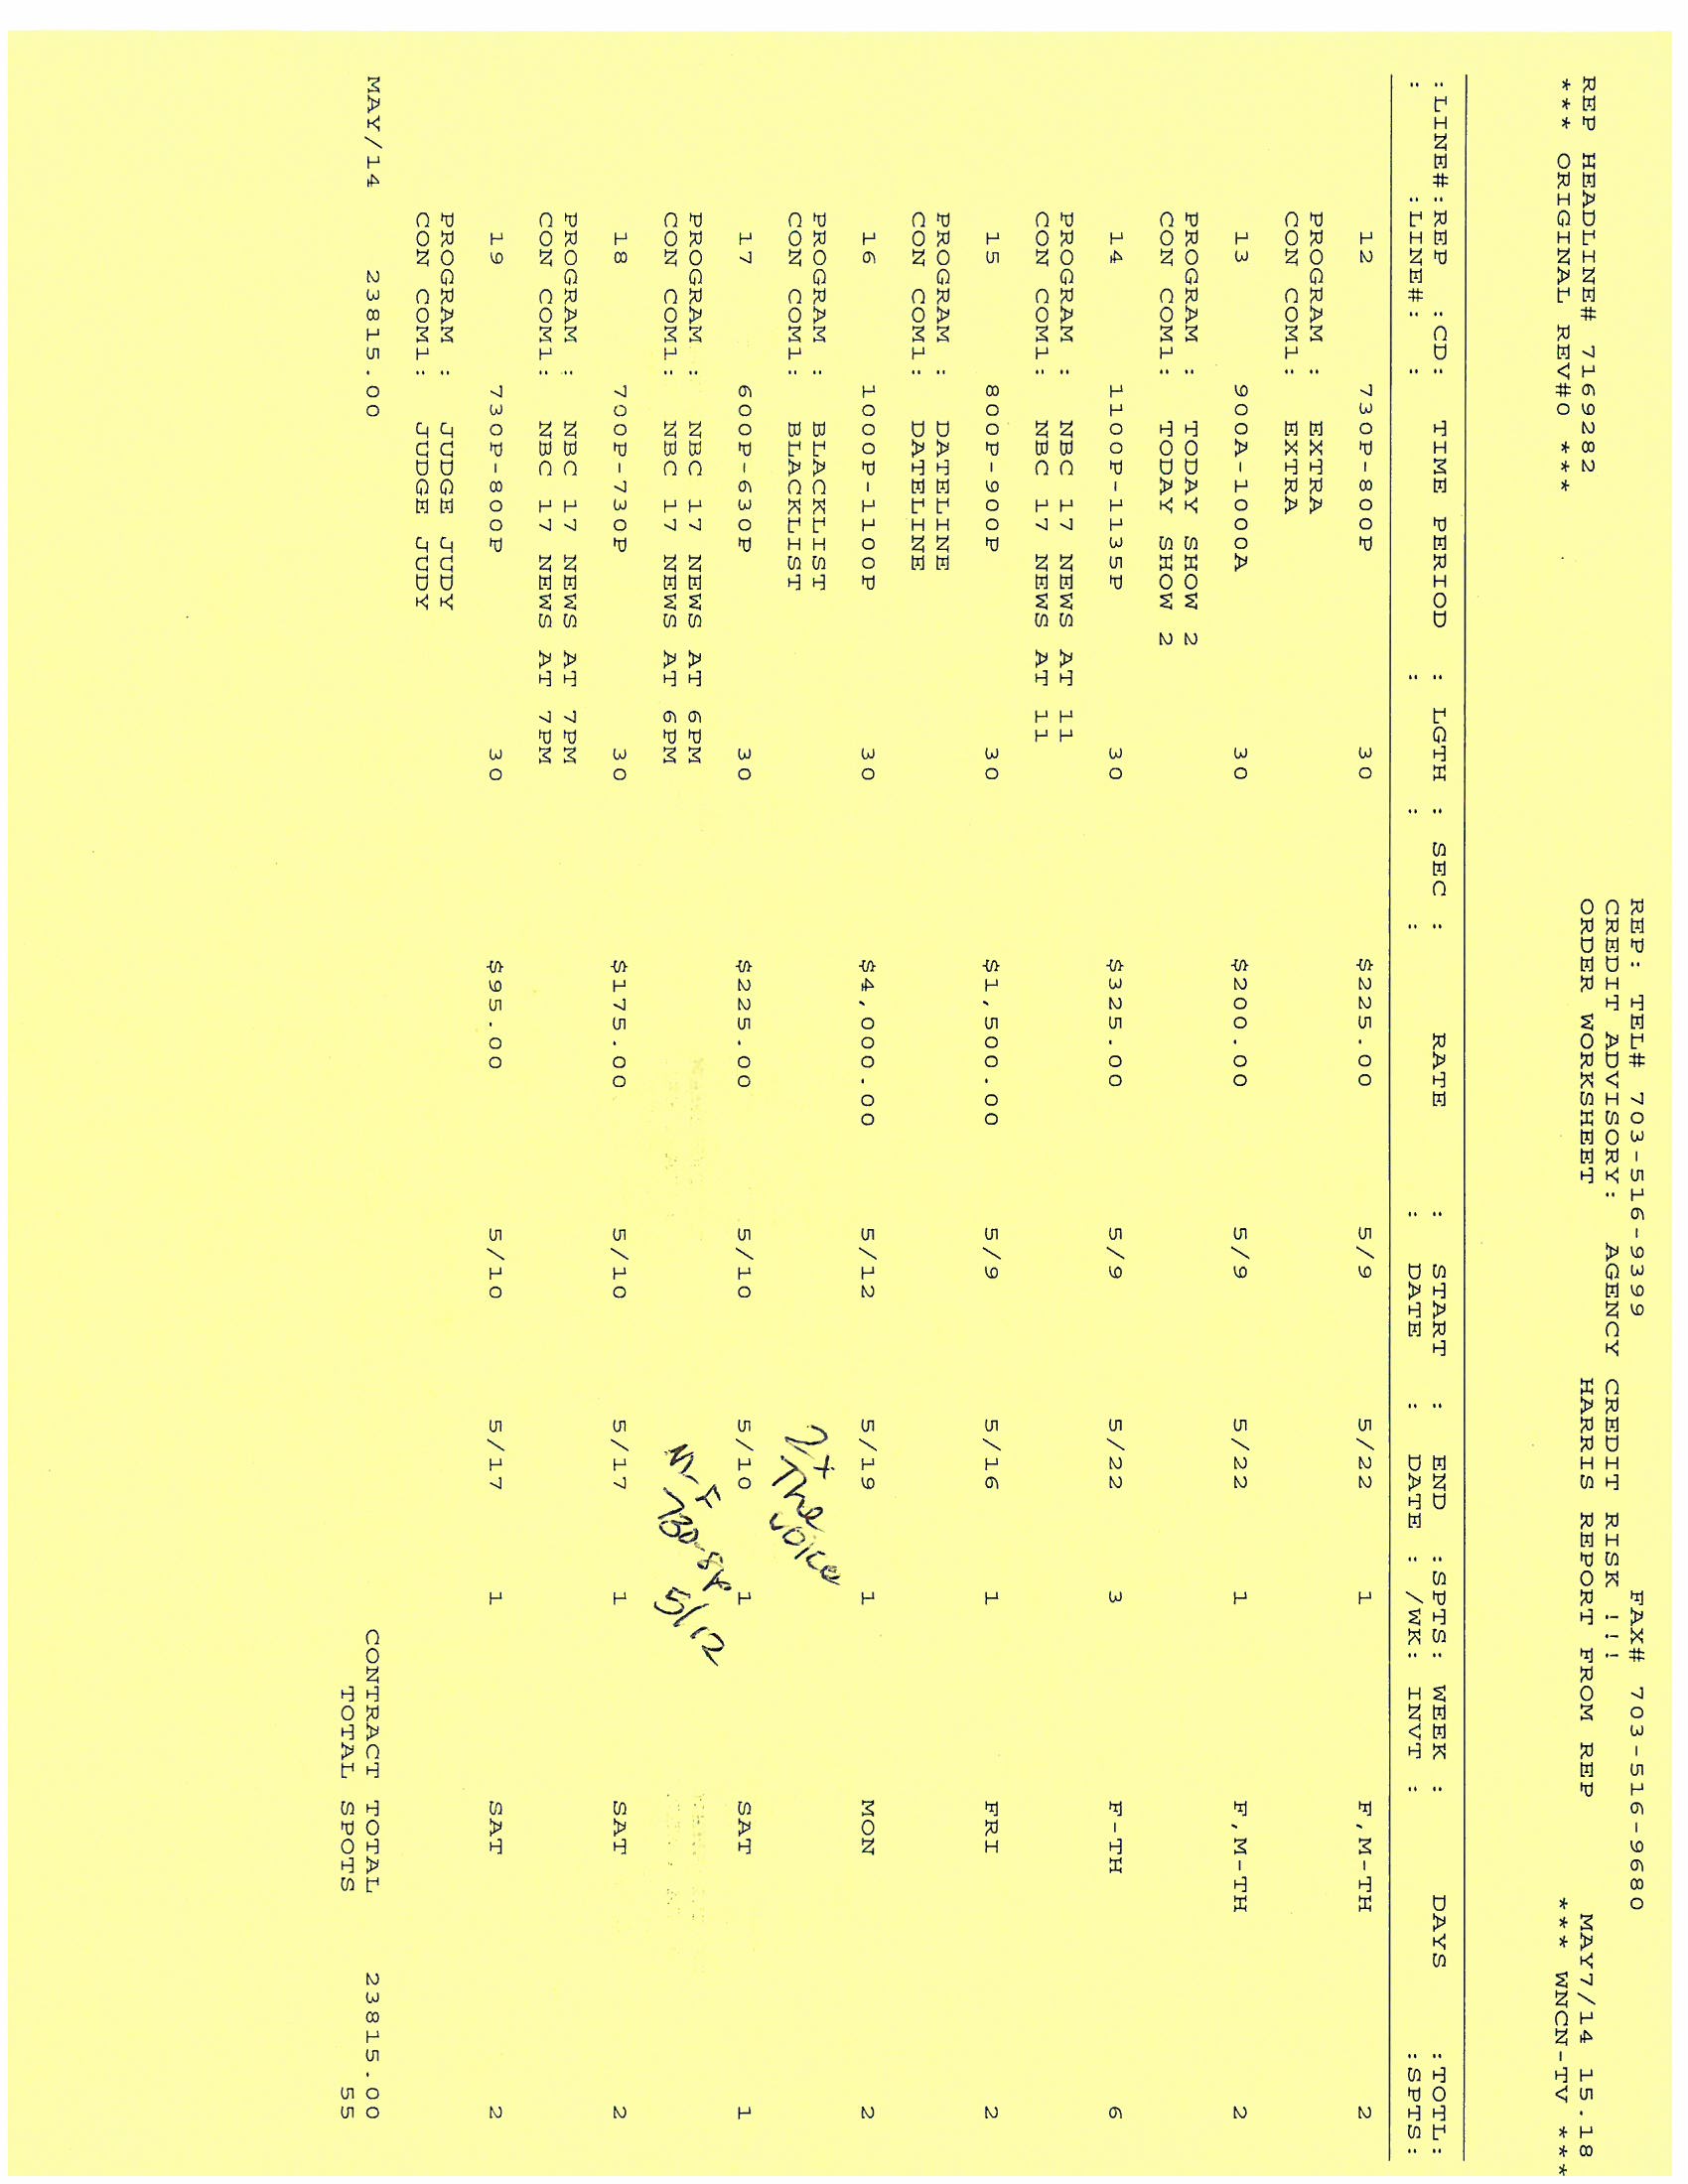 REP: TEL# 703-516-9399 FAX# 703-516-9680
CREDIT ADVISORY: AGENCY CREDIT RISK !!!
REP HEADLINE# 7169282 ORDER WORKSHEET HARRIS REPORT FROM REP MAY7/14 15.18
*** ORIGINAL REV#0 *** *** WNCN-TV ***
:LINE#:REP :CD: TIME PERIOD : LGTH : SEC : RATE : START : END :SPTS: WEEK : DAYS :TOTL:
: :LINE#: : : : : DATE : DATE : /WK: INVT : :SPTS:
12 730P-800P 30 $225.00 5/9 5/22 1 F,M-TH 2
PROGRAM : EXTRA
CON COM1: EXTRA
13 900A-1000A 30 $200.00 5/9 5/22 1 F,M-TH 2
PROGRAM : TODAY SHOW 2
CON COM1: TODAY SHOW 2
14 1100P-1135P 30 $325.00 5/9 5/22 3 F-TH 6
PROGRAM : NBC 17 NEWS AT 11
CON COM1: NBC 17 NEWS AT 11
15 800P-900P 30 $1,500.00 5/9 5/16 1 FRI 2
PROGRAM : DATELINE
CON COM1: DATELINE
16 1000P-1100P 30 $4,000.00 5/12 5/19 1 MON 2
PROGRAM : BLACKLIST
CON COM1: BLACKLIST
2x The voice
17 600P-630P 30 $225.00 5/10 5/10 1 SAT 1
PROGRAM : NBC 17 NEWS AT 6PM
CON COM1: NBC 17 NEWS AT 6PM
M-F 730-8p 5/12
18 700P-730P 30 $175.00 5/10 5/17 1 SAT 2
PROGRAM : NBC 17 NEWS AT 7PM
CON COM1: NBC 17 NEWS AT 7PM
19 730P-800P 30 $95.00 5/10 5/17 1 SAT 2
PROGRAM : JUDGE JUDY
CON COM1: JUDGE JUDY
MAY/14 23815.00 CONTRACT TOTAL 23815.00
TOTAL SPOTS 55